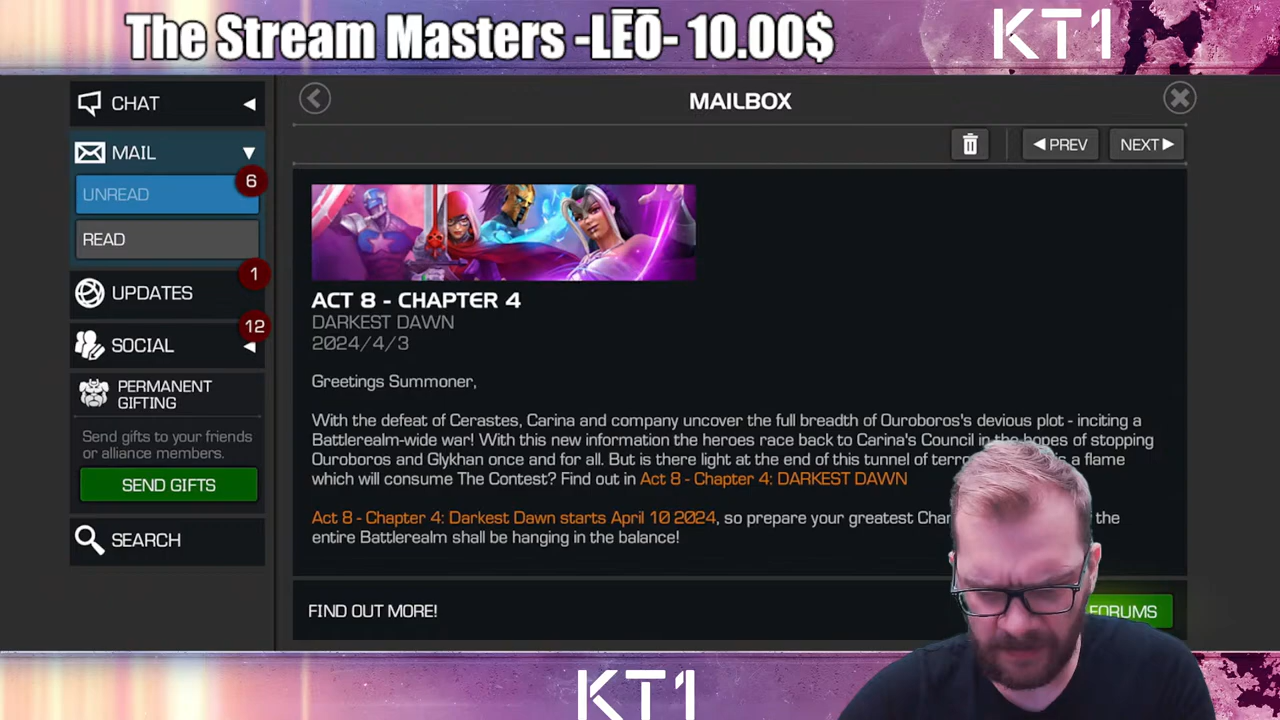 The Stream Masters -LĒŌ- 10.00$
KT1
CHAT
MAIL
6
UNREAD
READ
1
UPDATES
12
SOCIAL
PERMANENT
GIFTING
Send gifts to your friends
or alliance members.
SEND GIFTS
SEARCH
MAILBOX
PREV
NEXT
ACT 8 - CHAPTER 4
DARKEST DAWN
2024/4/3
Greetings Summoner,
With the defeat of Cerastes, Carina and company uncover the full breadth of Ouroboros's devious plot - inciting a
Battlerealm-wide war! With this new information the heroes race back to Carina's Council in the hopes of stopping
Ouroboros and Glykhan once and for all. But is there light at the end of this tunnel of is a flame
which will consume The Contest? Find out in Act 8 - Chapter 4: DARKEST DAWN
Act 8 - Chapter 4: Darkest Dawn starts April 10 2024, so prepare your greatest the
entire Battlerealm shall be hanging in the balance!
FIND OUT MORE!
FORUMS
KT1